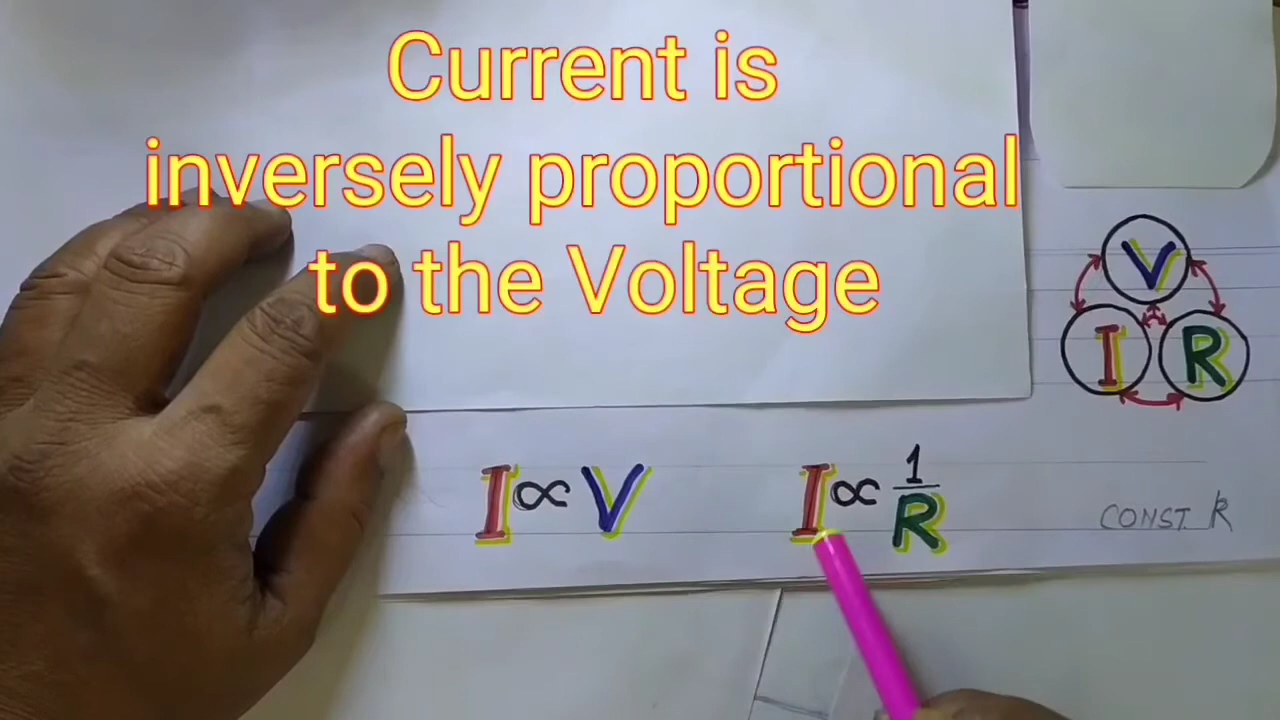 Current is
inversely proportional
to the Voltage
V
I R
I ∝ V
I ∝ 1/R
CONST k